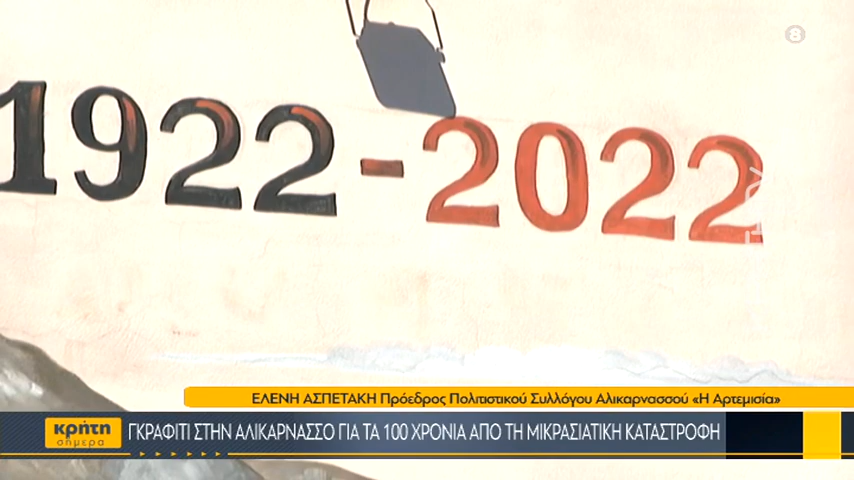 8
1922-2022
ΕΛΕΝΗ ΑΣΠΕΤΑΚΗ Πρόεδρος Πολιτιστικού Συλλόγου Αλικαρνασσού «Η Αρτεμισία»
κρήτη
σήμερα
ΓΚΡΑΦΙΤΙ ΣΤΗΝ ΑΛΙΚΑΡΝΑΣΣΟ ΓΙΑ ΤΑ 100 ΧΡΟΝΙΑ ΑΠΟ ΤΗ ΜΙΚΡΑΣΙΑΤΙΚΗ ΚΑΤΑΣΤΡΟΦΗ